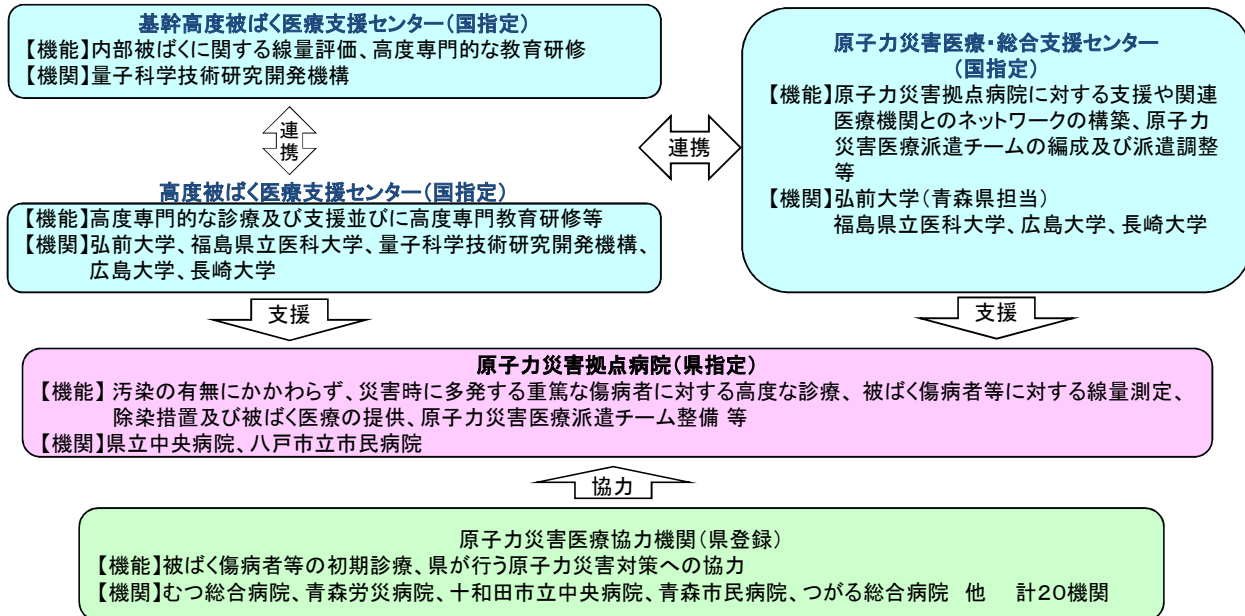 基幹高度被ばく医療支援センター(国指定)
【機能】内部被ばくに関する線量評価、高度専門的な教育研修
【機関】量子科学技術研究開発機構
連携
高度被ばく医療支援センター(国指定)
【機能】高度専門的な診療及び支援並びに高度専門教育研修等
【機関】弘前大学、福島県立医科大学、量子科学技術研究開発機構、
広島大学、長崎大学
連携
原子力災害医療・総合支援センター
(国指定)
【機能】原子力災害拠点病院に対する支援や関連
医療機関とのネットワークの構築、原子力
災害医療派遣チームの編成及び派遣調整
等
【機関】弘前大学(青森県担当)
福島県立医科大学、広島大学、長崎大学
支援
支援
原子力災害拠点病院(県指定)
【機能】 汚染の有無にかかわらず、災害時に多発する重篤な傷病者に対する高度な診療、 被ばく傷病者等に対する線量測定、
除染措置及び被ばく医療の提供、原子力災害医療派遣チーム整備 等
【機関】県立中央病院、八戸市立市民病院
協力
原子力災害医療協力機関(県登録)
【機能】被ばく傷病者等の初期診療、県が行う原子力災害対策への協力
【機関】むつ総合病院、青森労災病院、十和田市立中央病院、青森市民病院、つがる総合病院 他 計20機関